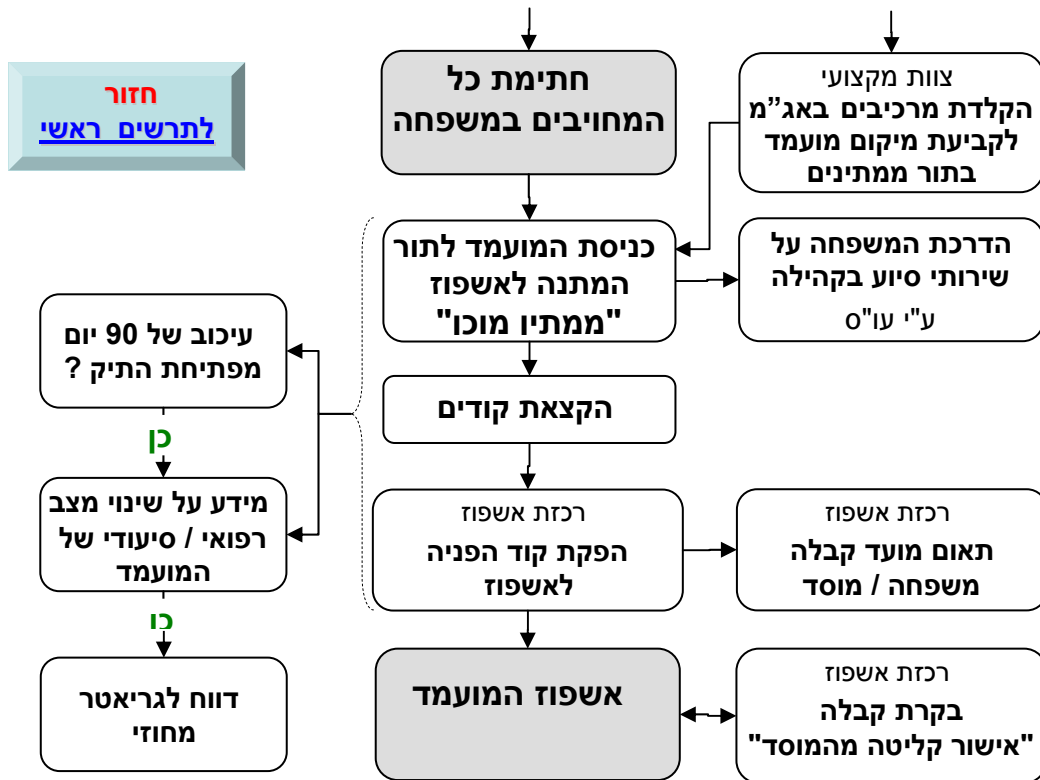 חזור
לתרשים ראשי
חתימת כל
המחויבים במשפחה
צוות מקצועי
הקלדת מרכיבים באג”מ
לקביעת מיקום מועמד
בתור ממתינים
כניסת המועמד לתור
המתנה לאשפוז
"ממתין מוכן"
הדרכת המשפחה על
שירותי סיוע בקהילה
ע"י עו"ס
עיכוב של 90 יום
מפתיחת התיק ?
הקצאת קודים
כן
מידע על שינוי מצב
רפואי / סיעודי של
המועמד
רכזת אשפוז
הפקת קוד הפניה
לאשפוז
רכזת אשפוז
תאום מועד קבלה
משפחה / מוסד
כן
דווח לגריאטר
מחוזי
אשפוז המועמד
רכזת אשפוז
בקרת קבלה
"אישור קליטה מהמוסד"